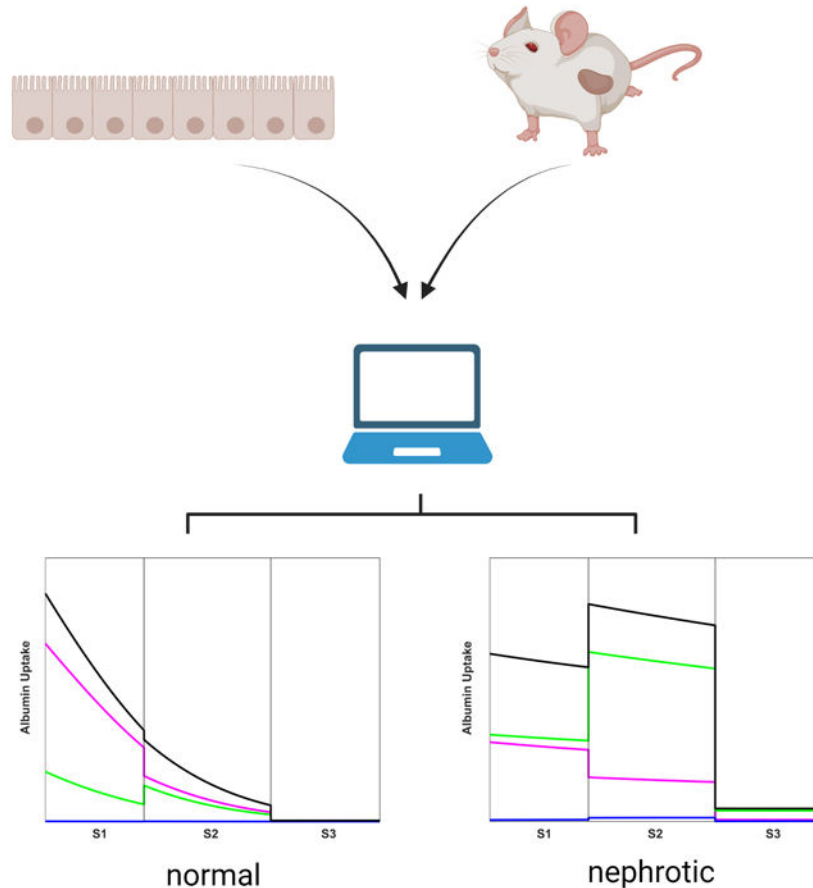 Albumin Uptake
S1 S2 S3
normal
Albumin Uptake
S1 S2 S3
nephrotic